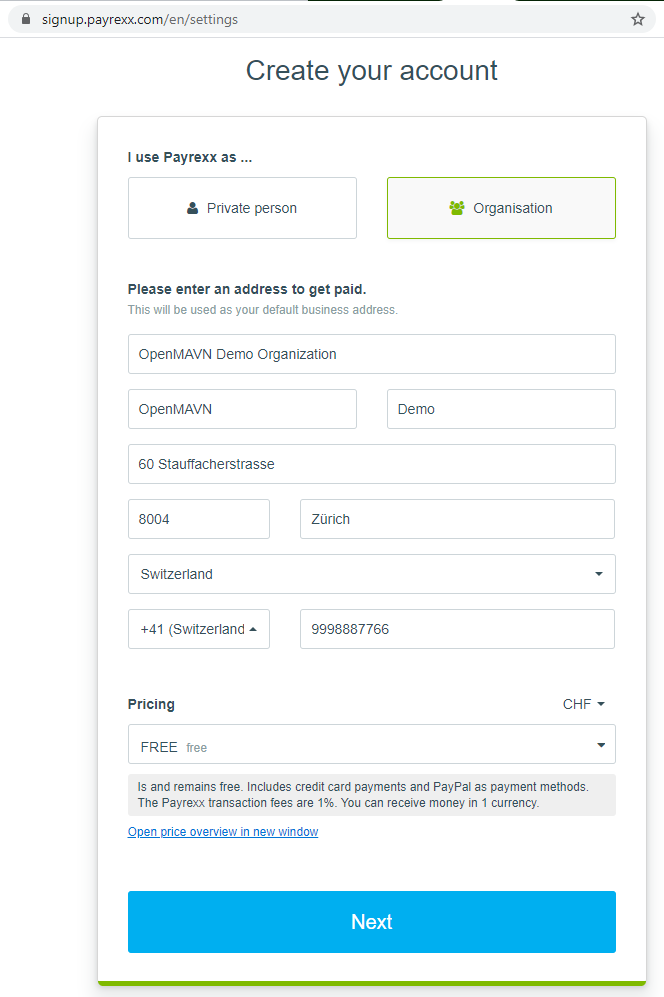 signup.payrexx.com/en/settings
Create your account
I use Payrexx as ...
Private person
Organisation
Please enter an address to get paid.
This will be used as your default business address.
OpenMAVN Demo Organization
OpenMAVN
Demo
60 Stauffacherstrasse
8004
Zürich
Switzerland
+41 (Switzerland
9998887766
Pricing
CHF
FREE free
Is and remains free. Includes credit card payments and PayPal as payment methods.
The Payrexx transaction fees are 1%. You can receive money in 1 currency.
Open price overview in new window
Next